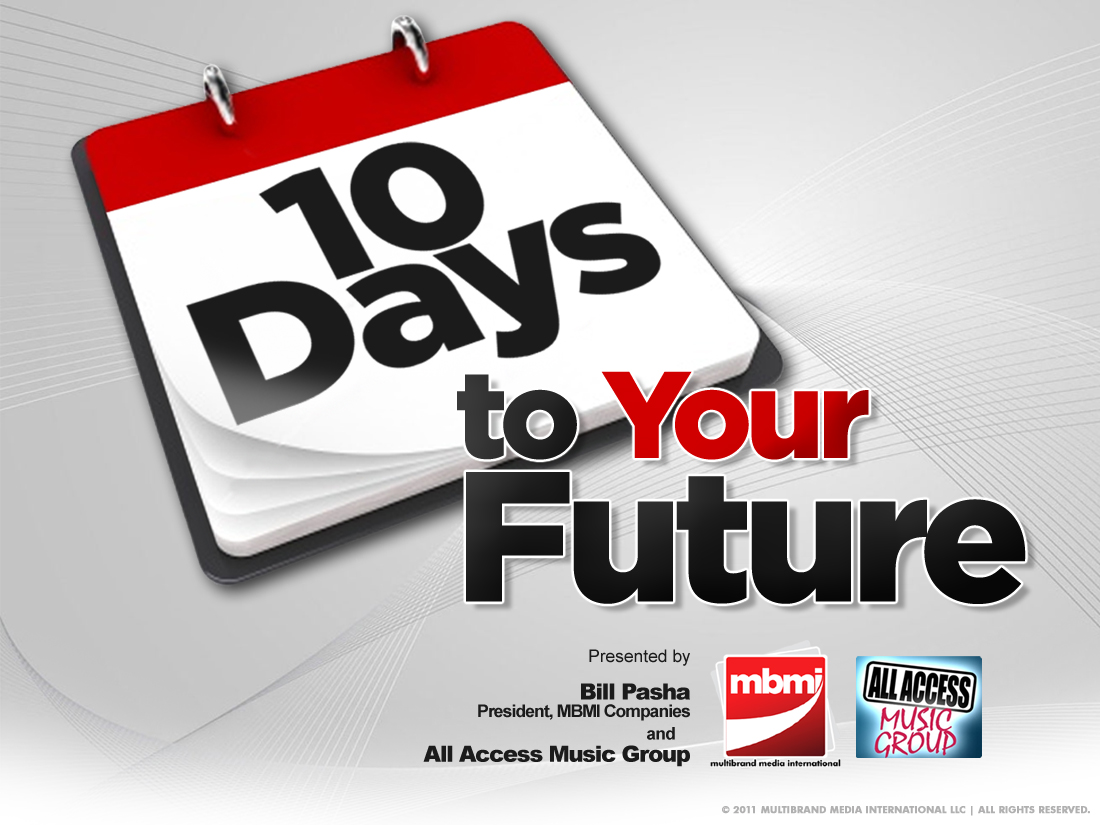 10
Days
to Your
Future
Presented by
Bill Pasha
President, MBMI Companies
and
All Access Music Group
mbmi
multibrand media international
ALL ACCESS
MUSIC
GROUP
© 2011 MULTIBRAND MEDIA INTERNATIONAL LLC | ALL RIGHTS RESERVED.